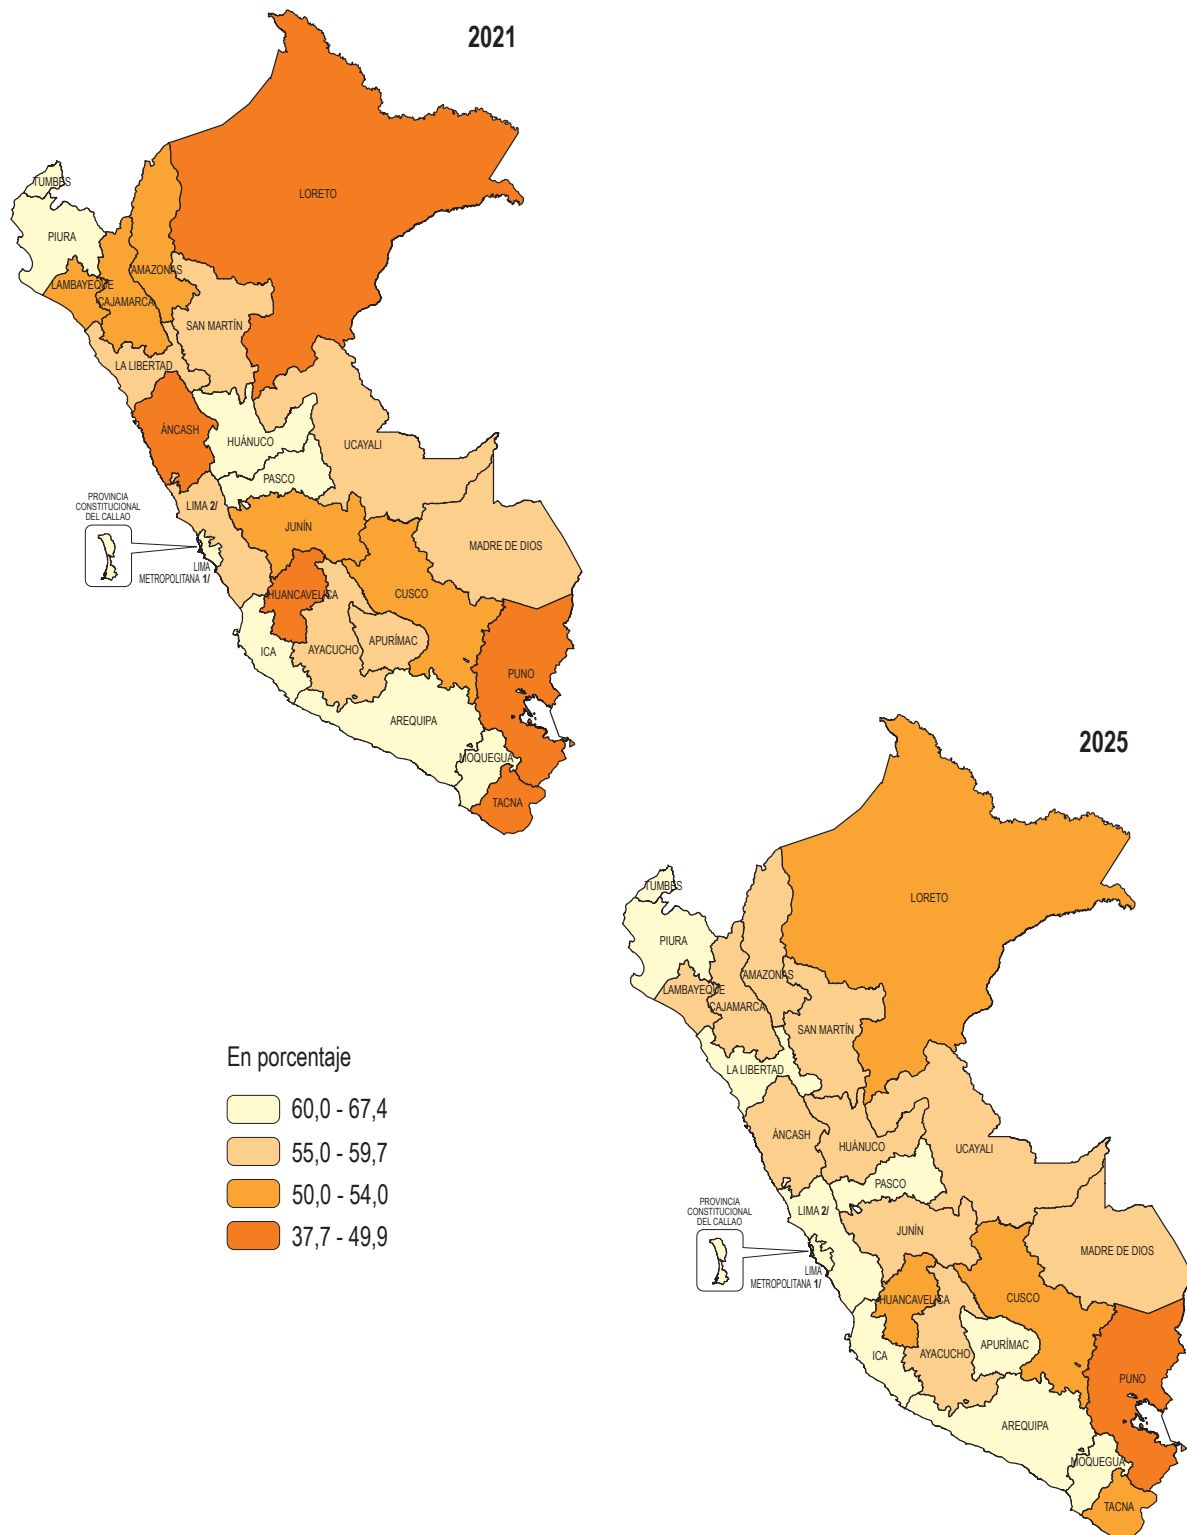 2021
LORETO
TUMBES
PIURA
AMAZONAS
LAMBAYEQUE
CAJAMARCA
SAN MARTÍN
LA LIBERTAD
ÁNCASH
HUÁNUCO
UCAYALI
PASCO
PROVINCIA
CONSTITUCIONAL
DEL CALLAO
LIMA 2/
JUNÍN
MADRE DE DIOS
LIMA
METROPOLITANA 1/
HUANCAVELICA
CUSCO
APURÍMAC
ICA
AYACUCHO
PUNO
AREQUIPA
MOQUEGUA
TACNA
2025
LORETO
TUMBES
PIURA
AMAZONAS
LAMBAYEQUE
CAJAMARCA
SAN MARTÍN
LA LIBERTAD
ÁNCASH
HUÁNUCO
UCAYALI
PASCO
PROVINCIA
CONSTITUCIONAL
DEL CALLAO
LIMA 2/
JUNÍN
MADRE DE DIOS
LIMA
METROPOLITANA 1/
HUANCAVELICA
CUSCO
APURÍMAC
ICA
AYACUCHO
PUNO
AREQUIPA
MOQUEGUA
TACNA
En porcentaje
60,0 - 67,4
55,0 - 59,7
50,0 - 54,0
37,7 - 49,9